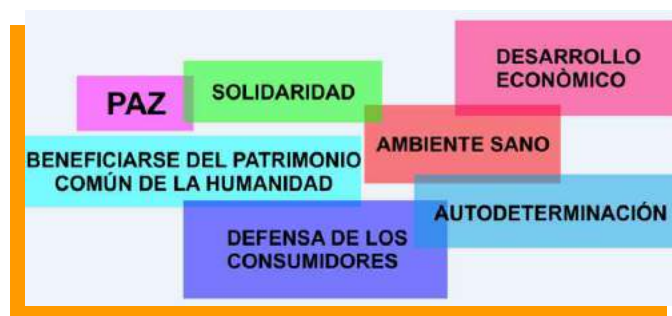 DESARROLLO
ECONÒMICO
SOLIDARIDAD
PAZ
AMBIENTE SANO
BENEFICIARSE DEL PATRIMONIO
COMÚN DE LA HUMANIDAD
AUTODETERMINACIÓN
DEFENSA DE LOS
CONSUMIDORES